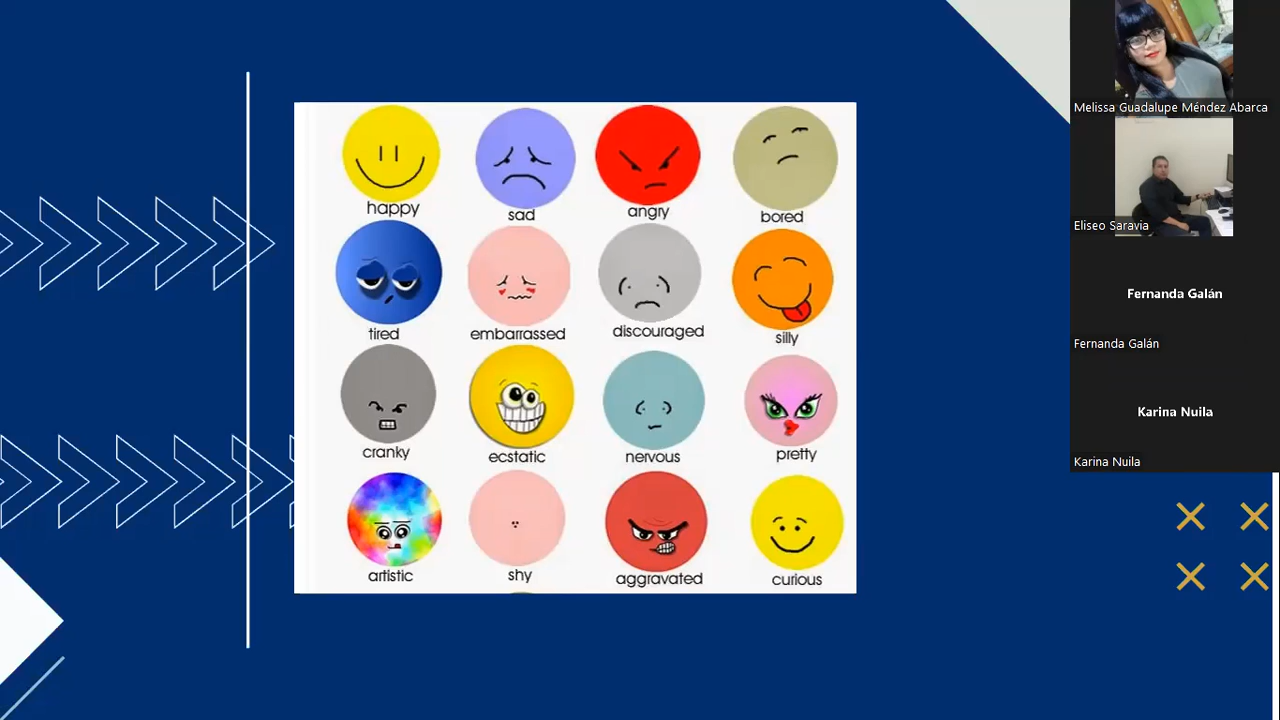 happy sad angry bored
tired embarrassed discouraged silly
cranky ecstatic nervous pretty
artistic shy aggravated curious
Melissa Guadalupe Méndez Abarca
Eliseo Saravia
Fernanda Galán
Fernanda Galán
Karina Nuila
Karina Nuila